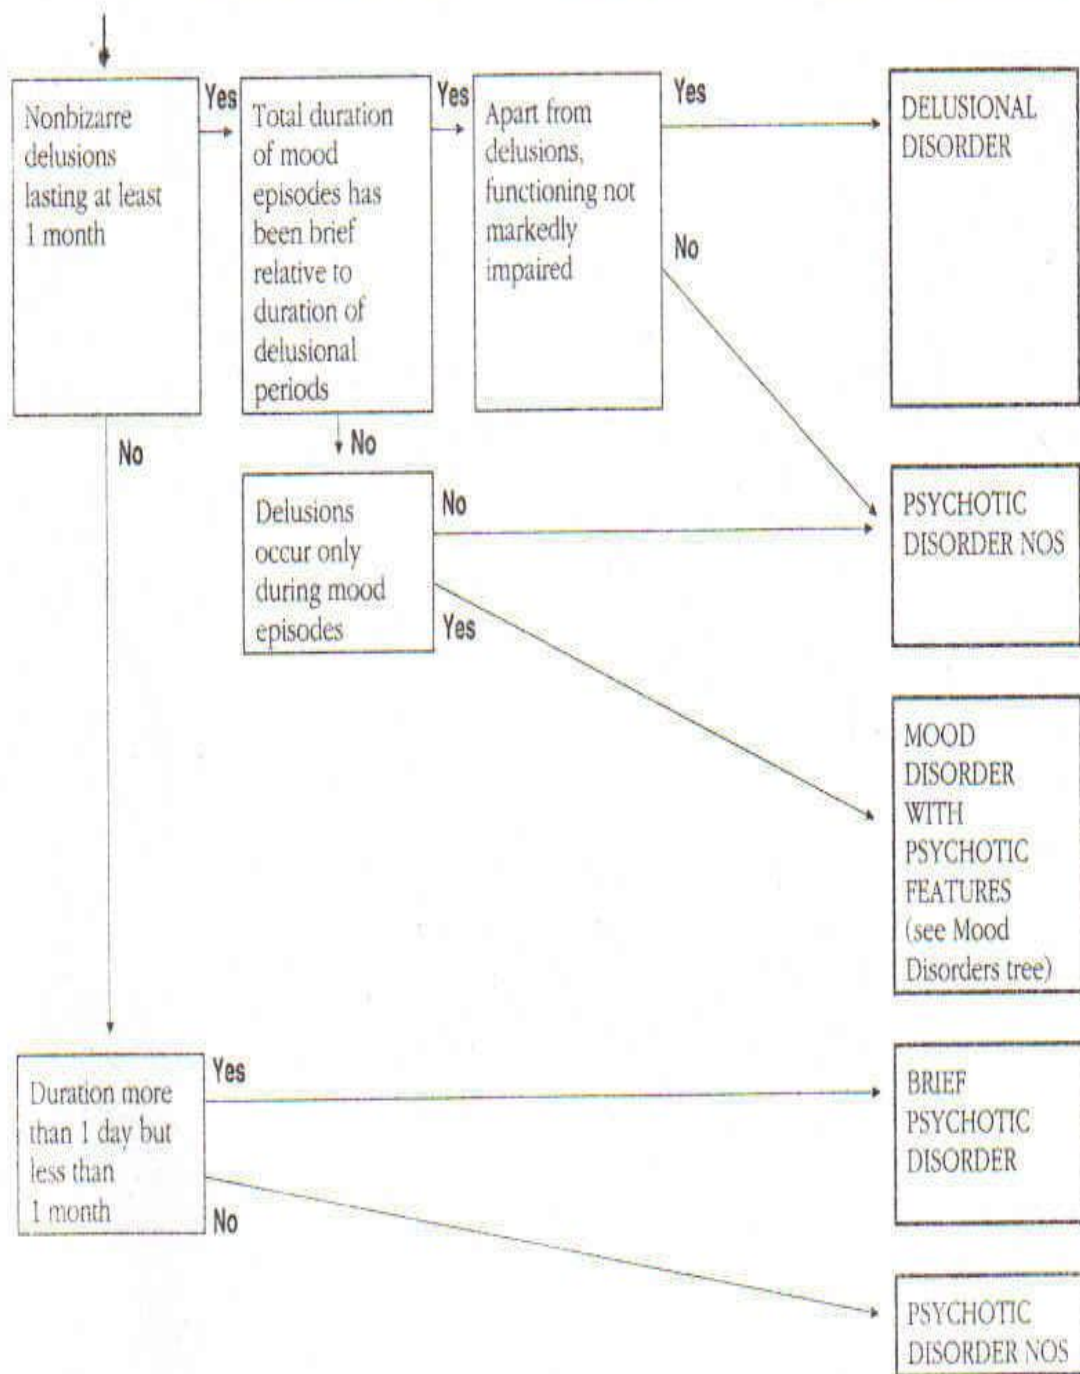 Nonbizarre
delusions
lasting at least
1 month
Yes
Total duration
of mood
episodes has
been brief
relative to
duration of
delusional
periods
Yes
Apart from
delusions,
functioning not
markedly
impaired
Yes
No
DELUSIONAL
DISORDER
No
No
Delusions
occur only
during mood
episodes
No
Yes
PSYCHOTIC
DISORDER NOS
MOOD
DISORDER
WITH
PSYCHOTIC
FEATURES
(see Mood
Disorders tree)
Duration more
than 1 day but
less than
1 month
Yes
No
BRIEF
PSYCHOTIC
DISORDER
PSYCHOTIC
DISORDER NOS